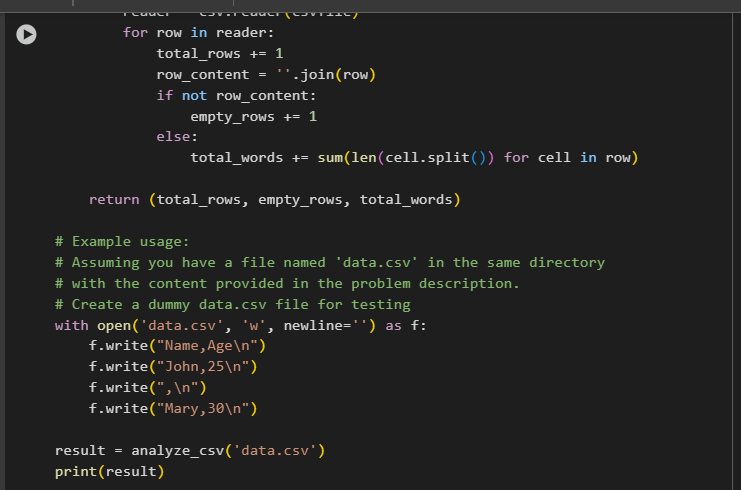 reader = csv.reader(csvfile)
for row in reader:
total_rows += 1
row_content = ''.join(row)
if not row_content:
empty_rows += 1
else:
total_words += sum(len(cell.split()) for cell in row)
return (total_rows, empty_rows, total_words)
# Example usage:
# Assuming you have a file named 'data.csv' in the same directory
# with the content provided in the problem description.
# Create a dummy data.csv file for testing
with open('data.csv', 'w', newline='') as f:
f.write("Name,Age\n")
f.write("John,25\n")
f.write(",\n")
f.write("Mary,30\n")
result = analyze_csv('data.csv')
print(result)